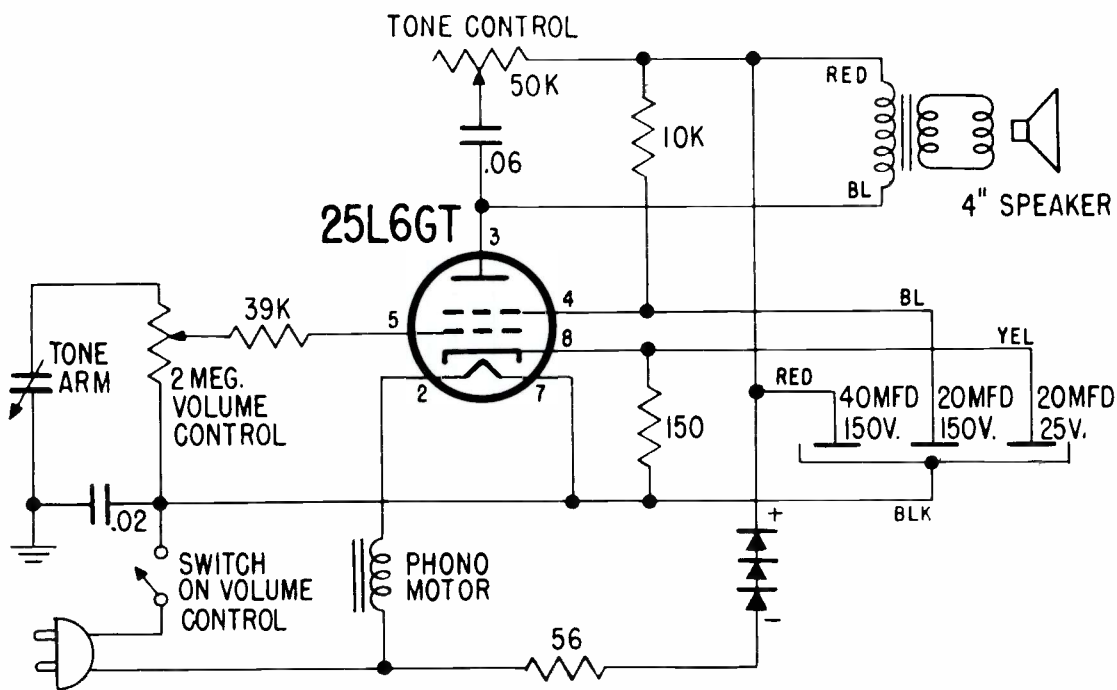 TONE CONTROL
50K
.06
10K
RED
BL
4" SPEAKER
25L6GT
3
39K
5
4
8
2
7
BL
YEL
TONE
ARM
2 MEG.
VOLUME
CONTROL
150
RED
40MFD
150V.
20MFD
150V.
20MFD
25V.
BLK
.02
SWITCH
ON VOLUME
CONTROL
PHONO
MOTOR
+
–
56